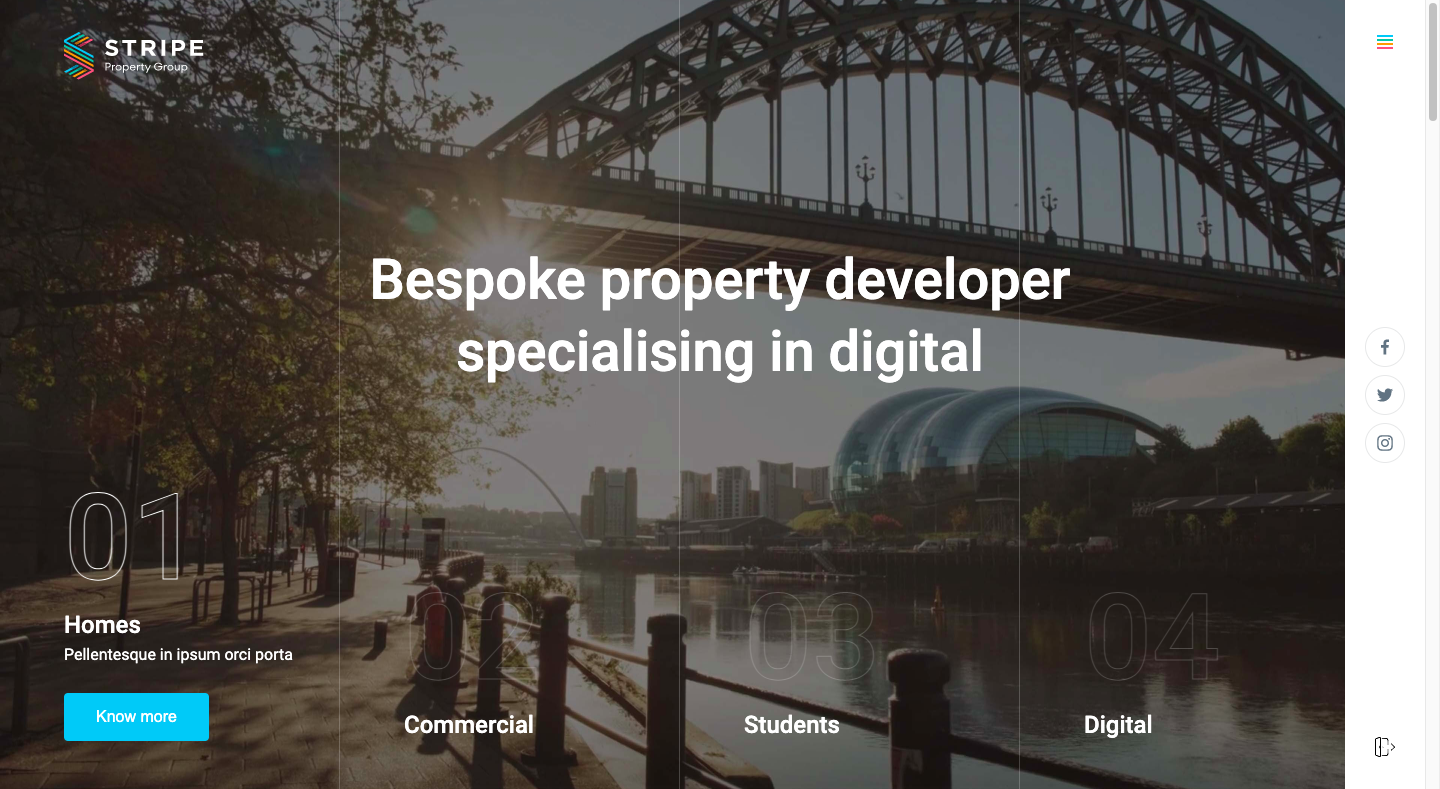 STRIPE
Property Group
Bespoke property developer
specialising in digital
01
Homes
Pellentesque in ipsum orci porta
Know more
02
Commercial
03
Students
04
Digital